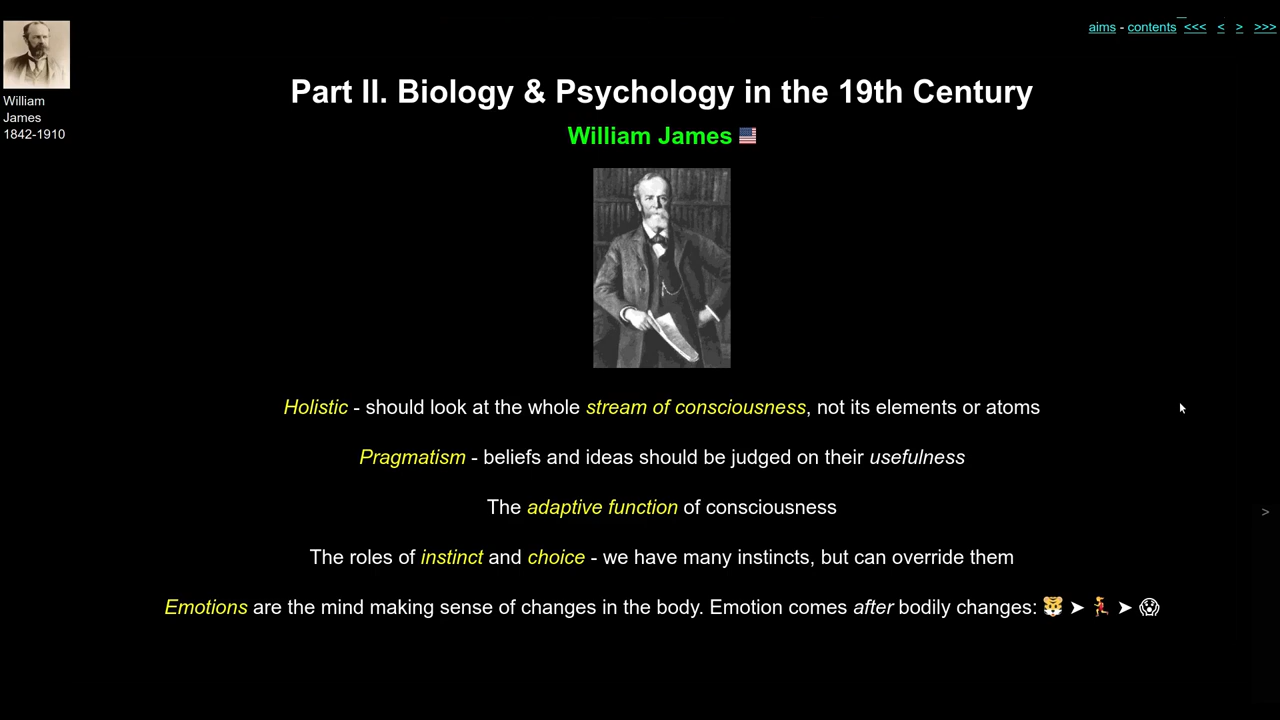 aims - contents <<< < > >>>
William
James
1842-1910
Part II. Biology & Psychology in the 19th Century
William James 🇺🇸
Holistic - should look at the whole stream of consciousness, not its elements or atoms
Pragmatism - beliefs and ideas should be judged on their usefulness
The adaptive function of consciousness
The roles of instinct and choice - we have many instincts, but can override them
Emotions are the mind making sense of changes in the body. Emotion comes after bodily changes: 🐯 ➤ 🏃 ➤ 😱
>